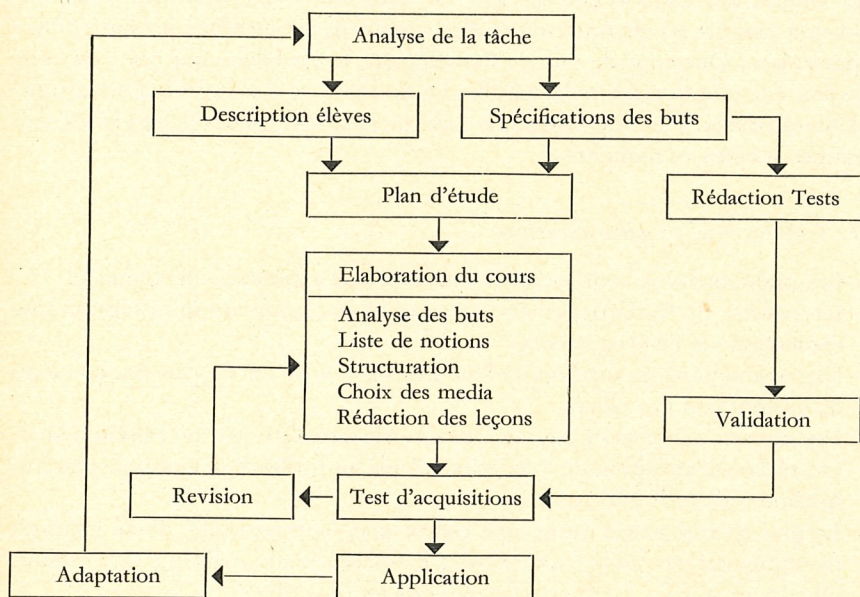 Analyse de la tâche
Description élèves
Spécifications des buts
Plan d'étude
Rédaction Tests
Elaboration du cours
Analyse des buts
Liste de notions
Structuration
Choix des media
Rédaction des leçons
Validation
Revision
Test d'acquisitions
Adaptation
Application